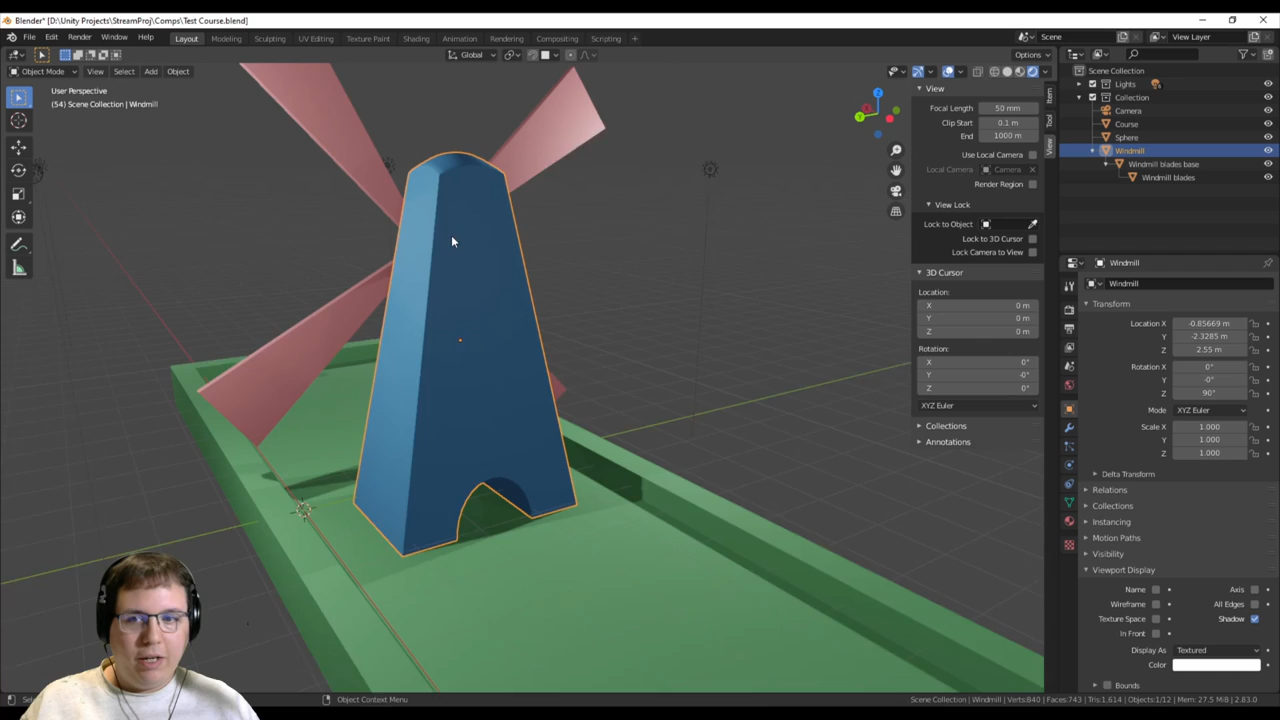 Blender* [D:\Unity Projects\StreamProj\Comps\Test Course.blend]
File Edit Render Window Help Layout Modeling Sculpting UV Editing Texture Paint Shading Animation Rendering Compositing Scripting + Scene View Layer
Global Options
Object Mode View Select Add Object
User Perspective
(54) Scene Collection | Windmill
Z
Y
View
Focal Length 50 mm
Clip Start 0.1 m
End 1000 m
Use Local Camera
Local Camera Camera
Render Region
View Lock
Lock to Object
Lock to 3D Cursor
Lock Camera to View
3D Cursor
Location:
X 0 m
Y 0 m
Z 0 m
Rotation:
X 0°
Y -0°
Z 0°
XYZ Euler
Collections
Annotations
Item
Tool
View
Scene Collection
Lights
Collection
Camera
Course
Sphere
Windmill
Windmill blades base
Windmill blades
Windmill
Windmill
Transform
Location X -0.85669 m
Y -2.3285 m
Z 2.55 m
Rotation X 0°
Y -0°
Z 90°
Mode XYZ Euler
Scale X 1.000
Y 1.000
Z 1.000
Delta Transform
Relations
Collections
Instancing
Motion Paths
Visibility
Viewport Display
Name Axis
Wireframe All Edges
Texture Space Shadow
In Front
Display As Textured
Color
Bounds
Object Context Menu
Scene Collection | Windmill | Verts:840 | Faces:743 | Tris:1,614 | Objects:1/12 | Mem: 27.5 MiB | 2.83.0